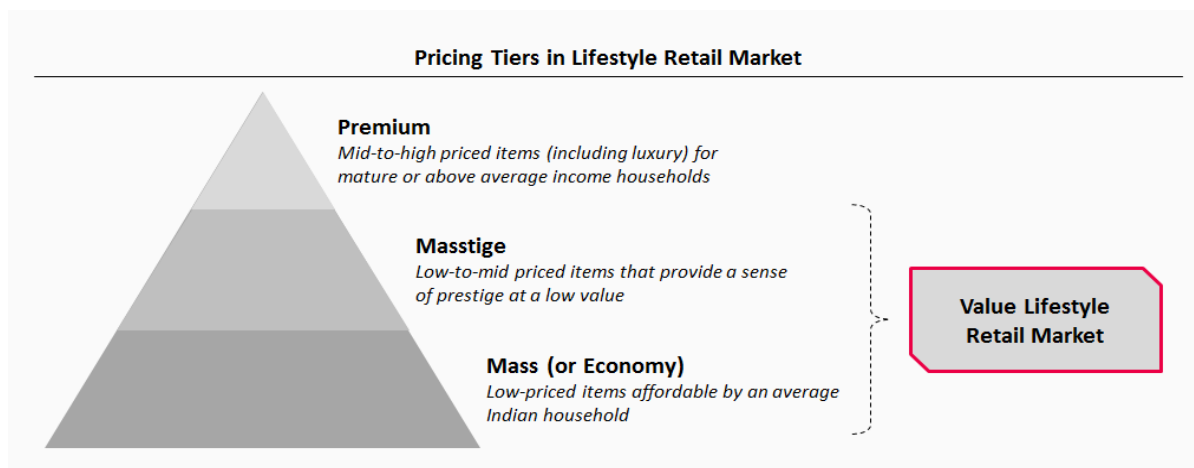 Pricing Tiers in Lifestyle Retail Market
Premium
Mid-to-high priced items (including luxury) for
mature or above average income households
Masstige
Low-to-mid priced items that provide a sense
of prestige at a low value
Value Lifestyle
Retail Market
Mass (or Economy)
Low-priced items affordable by an average
Indian household